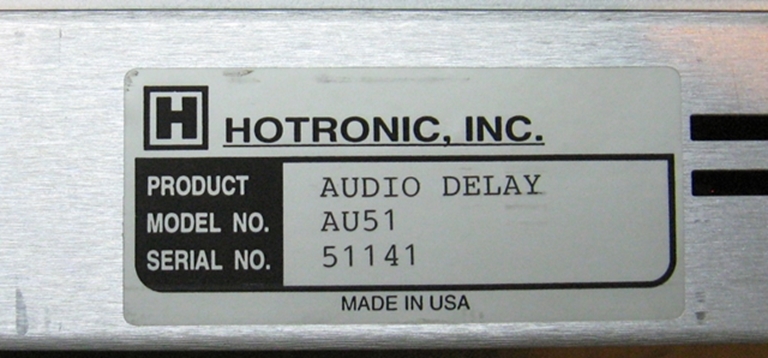 H HOTRONIC, INC.
PRODUCT AUDIO DELAY
MODEL NO. AU51
SERIAL NO. 51141
MADE IN USA